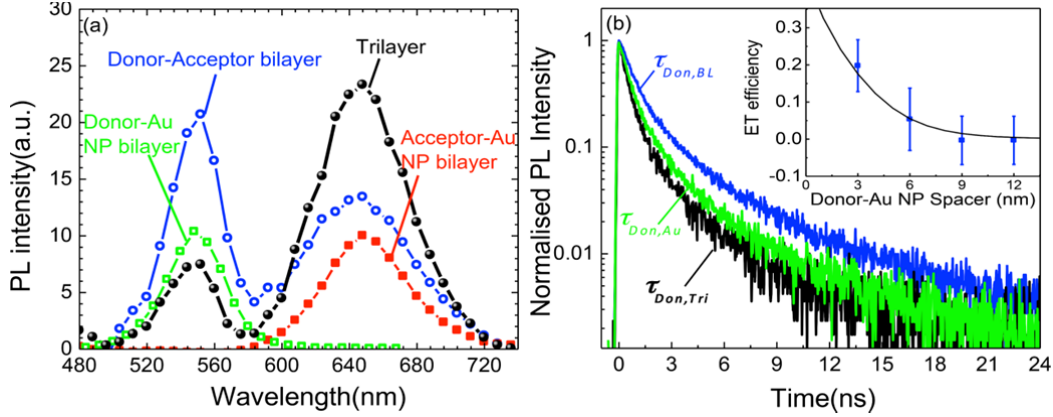 (a)
30
25
20
15
10
5
0
PL intensity(a.u.)
Donor-Acceptor bilayer
Trilayer
Donor-Au
NP bilayer
Acceptor-Au
NP bilayer
480 520 560 600 640 680 720
Wavelength(nm)
(b)
1
0.1
0.01
Normalised PL Intensity
τDon,BL
τDon,Au
τDon,Tri
0 3 6 9 12 15 18 21 24
Time(ns)
0.3
0.2
0.1
0.0
-0.1
ET efficiency
0 3 6 9 12
Donor-Au NP Spacer (nm)